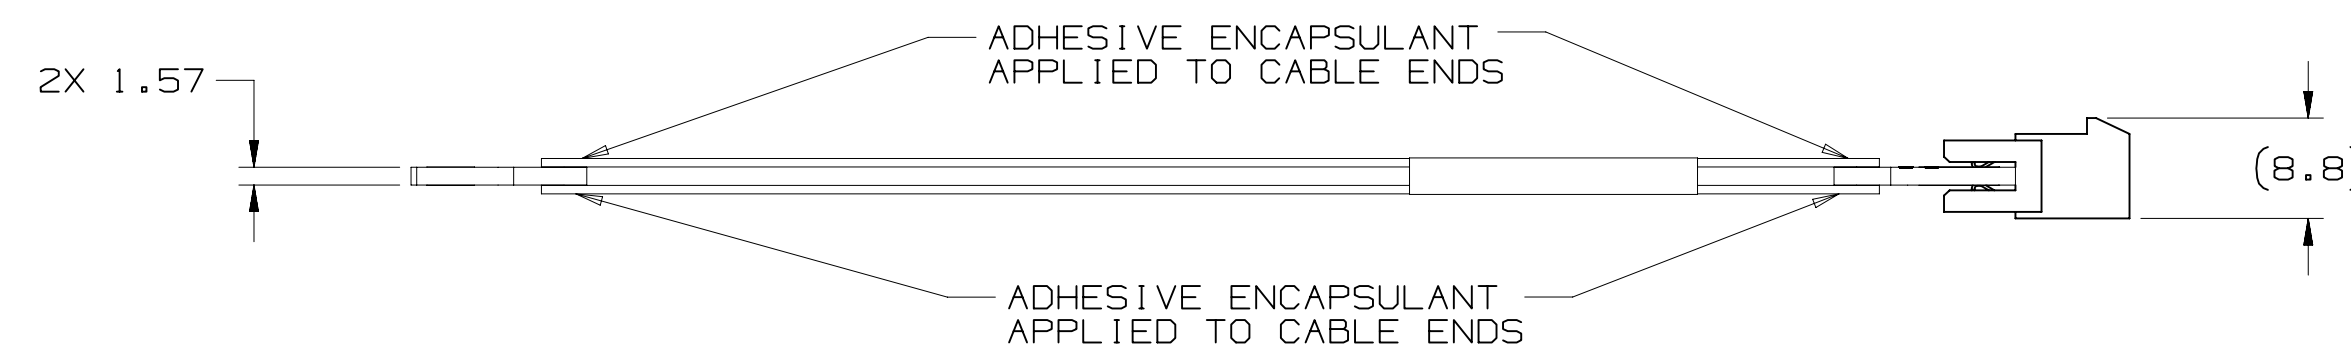 ADHESIVE ENCAPSULANT
APPLIED TO CABLE ENDS
2X 1.57
(8.8
ADHESIVE ENCAPSULANT
APPLIED TO CABLE ENDS